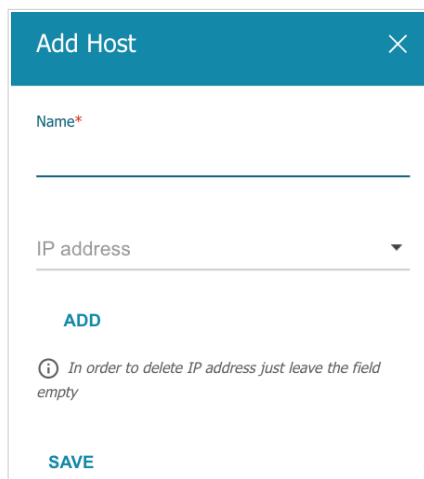 Add Host
Name*
IP address
ADD
In order to delete IP address just leave the field
empty
SAVE